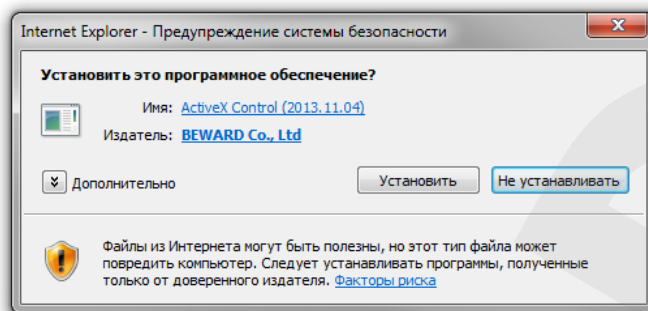 Internet Explorer - Предупреждение системы безопасности
Установить это программное обеспечение?
Имя: ActiveX Control (2013.11.04)
Издатель: BEWARD Co., Ltd
Дополнительно
Установить
Не устанавливать
Файлы из Интернета могут быть полезны, но этот тип файла может
повредить компьютер. Следует устанавливать программы, полученные
только от доверенного издателя. Факторы риска